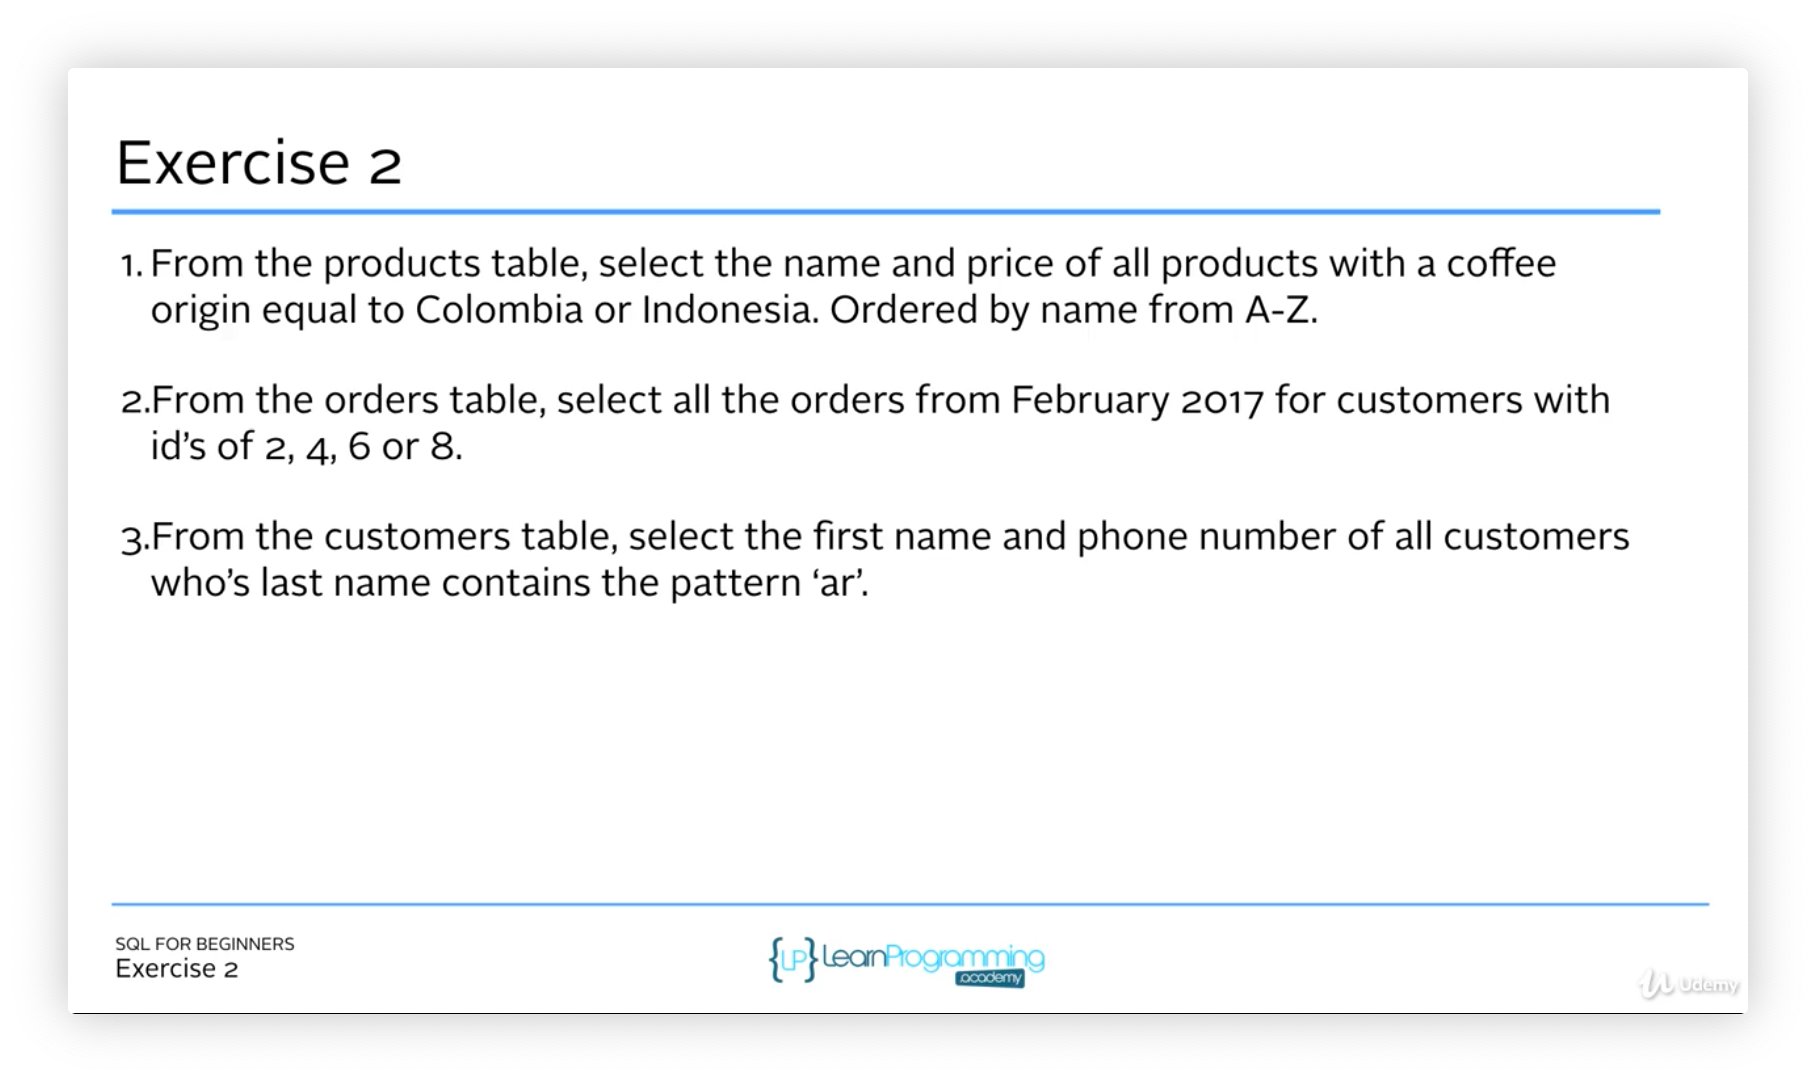 Exercise 2
1. From the products table, select the name and price of all products with a coffee
origin equal to Colombia or Indonesia. Ordered by name from A-Z.
2.From the orders table, select all the orders from February 2017 for customers with
id’s of 2, 4, 6 or 8.
3.From the customers table, select the first name and phone number of all customers
who’s last name contains the pattern ‘ar’.
SQL FOR BEGINNERS
Exercise 2
{LP} LearnProgramming
.academy
Udemy